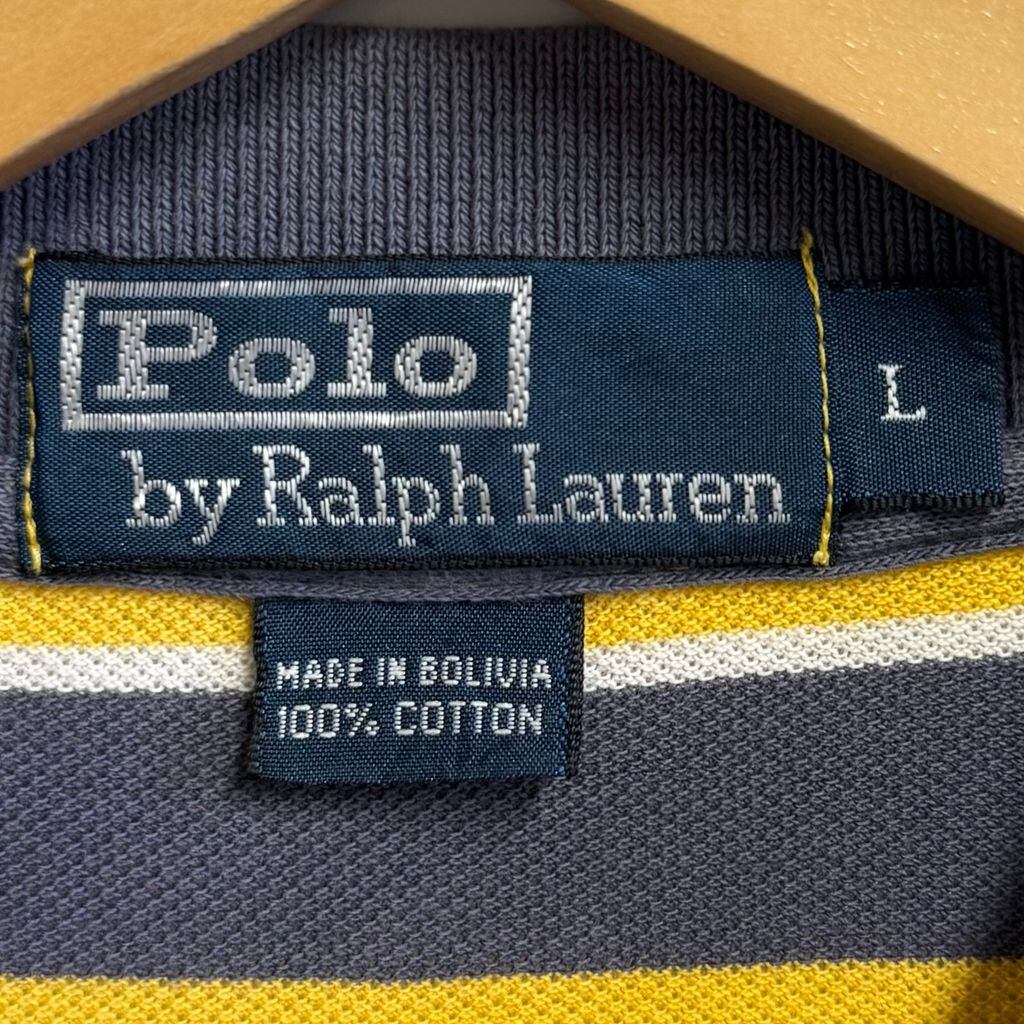 Polo
by Ralph Lauren
L
MADE IN BOLIVIA
100% COTTON